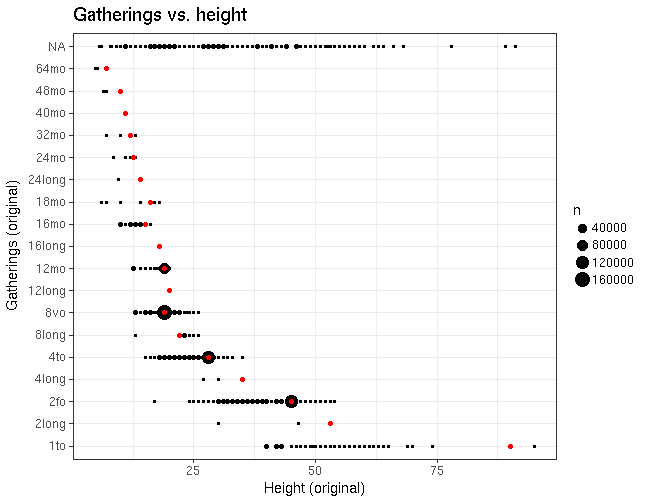 Gatherings vs. height
NA
64mo
48mo
40mo
32mo
24mo
24long
18mo
16mo
16long
12mo
12long
8vo
8long
4to
4long
2fo
2long
1to
Gatherings (original)
25 50 75
Height (original)
n
40000
80000
120000
160000